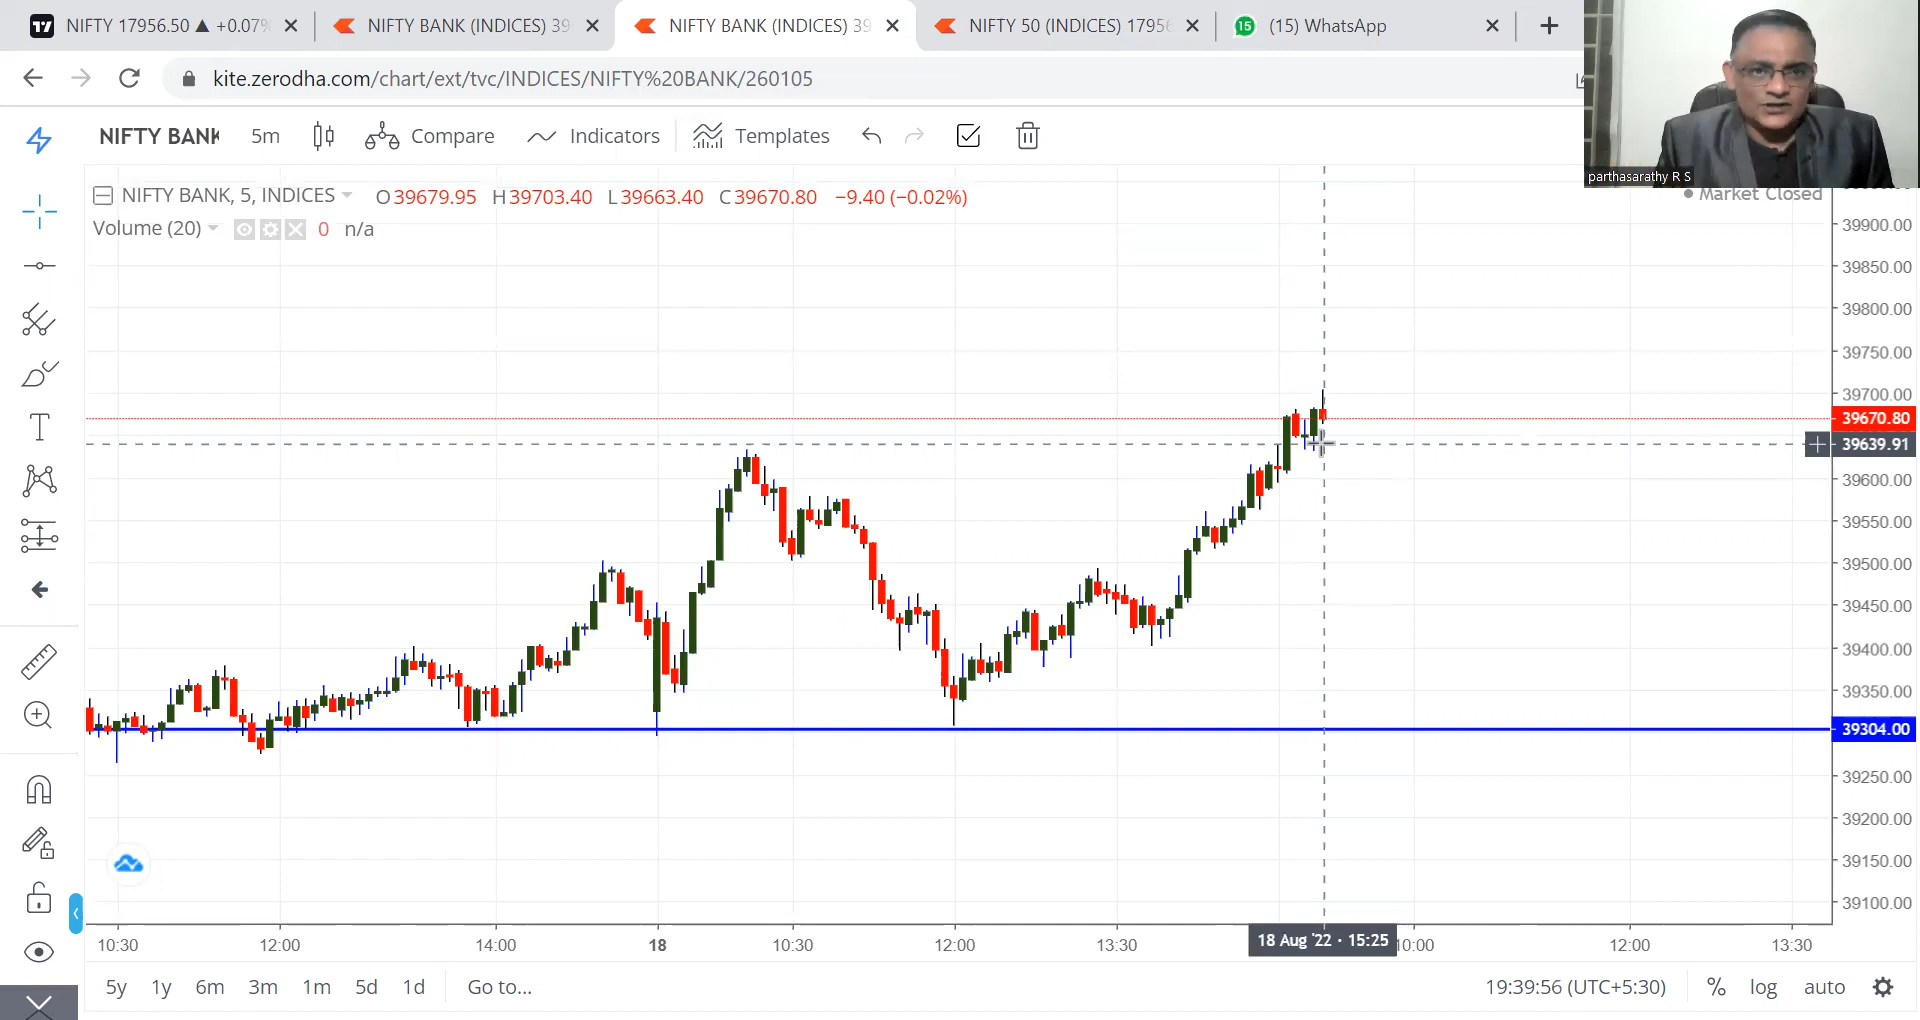 NIFTY 17956.50 ▲ +0.07%
NIFTY BANK (INDICES) 39
NIFTY BANK (INDICES) 39
NIFTY 50 (INDICES) 1795
15
(15) WhatsApp
kite.zerodha.com/chart/ext/tvc/INDICES/NIFTY%20BANK/260105
NIFTY BANK
5m
Compare
Indicators
Templates
parthasarathy R S
NIFTY BANK, 5, INDICES
O39679.95 H39703.40 L39663.40 C39670.80 −9.40 (−0.02%)
Market Closed
Volume (20)
0 n/a
39900.00
39850.00
39800.00
39750.00
39700.00
39670.80
39639.91
39600.00
39550.00
39500.00
39450.00
39400.00
39350.00
39304.00
39250.00
39200.00
39150.00
39100.00
10:30
12:00
14:00
18
10:30
12:00
13:30
18 Aug '22 · 15:25
10:00
12:00
13:30
5y 1y 6m 3m 1m 5d 1d
Go to...
19:39:56 (UTC+5:30)
% log auto